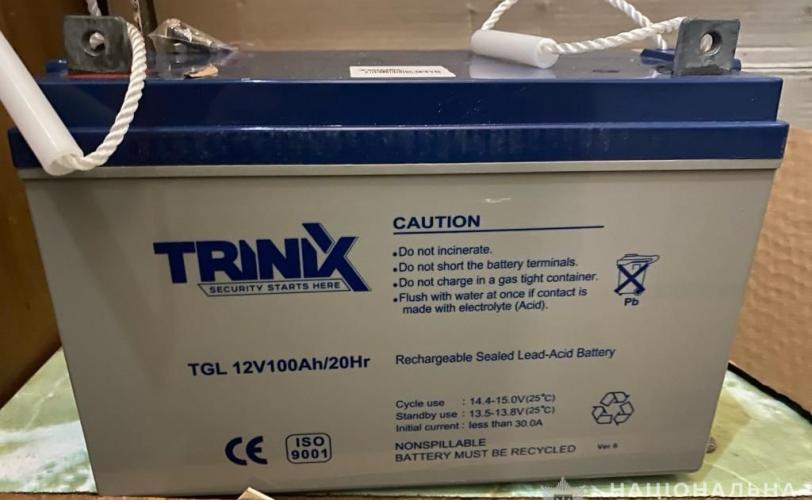 TRINIX
SECURITY STARTS HERE
TGL 12V100Ah/20Hr
CE
ISO
9001
CAUTION
•Do not incinerate.
•Do not short the battery terminals.
•Do not charge in a gas tight container.
•Flush with water at once if contact is
made with electrolyte (Acid).
Pb
Rechargeable Sealed Lead-Acid Battery
Cycle use : 14.4-15.0V(25°C)
Standby use : 13.5-13.8V(25°C)
Initial current : less than 30.0A
NONSPILLABLE
BATTERY MUST BE RECYCLED
Ver 8
НАЦІОНАЛЬНА